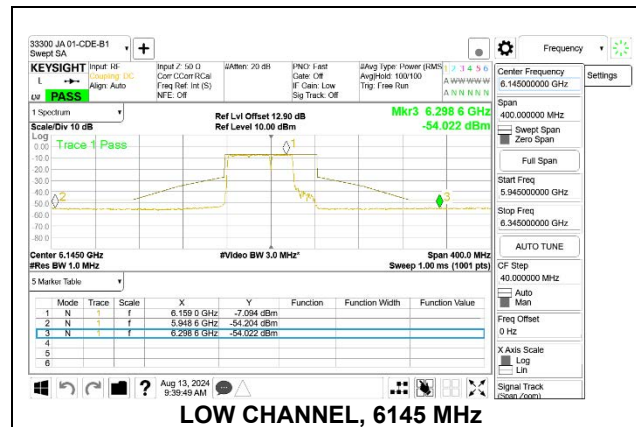 33300 JA 01-CDE-B1
Swept SA
Frequency
KEYSIGHT
L
PASS
Input: RF
Coupling: DC
Align: Auto
Input Z: 50 Ω
Corr CCorr RCal
Freq Ref: Int (S)
NFE: Off
#Atten: 20 dB
PNO: Fast
Gate: Off
IF Gain: Low
Sig Track: Off
#Avg Type: Power (RMS
Avg|Hold: 100/100
Trig: Free Run
1 2 3 4 5
A W W W W W
A N N N N N
1 Spectrum
Scale/Div 10 dB
Ref Lvl Offset 12.90 dB
Ref Level 10.00 dBm
Mkr3 6.298 6 GHz
-54.022 dBm
Log
Trace 1 Pass
0.00
-10.0
-20.0
-30.0
-40.0
-50.0
-60.0
-70.0
-80.0
1
2
3
Center 6.1450 GHz
#Res BW 1.0 MHz
#Video BW 3.0 MHz*
Span 400.0 MHz
Sweep 1.00 ms (1001 pts)
5 Marker Table
Mode Trace Scale X Y Function Function Width Function Value
1 N 1 f 6.159 0 GHz -7.094 dBm
2 N 1 f 5.948 6 GHz -54.204 dBm
3 N 1 f 6.298 6 GHz -54.022 dBm
4
5
6
Aug 13, 2024
9:39:49 AM
Center Frequency
6.145000000 GHz
Settings
Span
400.000000 MHz
Swept Span
Zero Span
Full Span
Start Freq
5.945000000 GHz
Stop Freq
6.345000000 GHz
AUTO TUNE
CF Step
40.000000 MHz
Auto
Man
Freq Offset
0 Hz
X Axis Scale
Log
Lin
Signal Track
(Span Zoom)
LOW CHANNEL, 6145 MHz